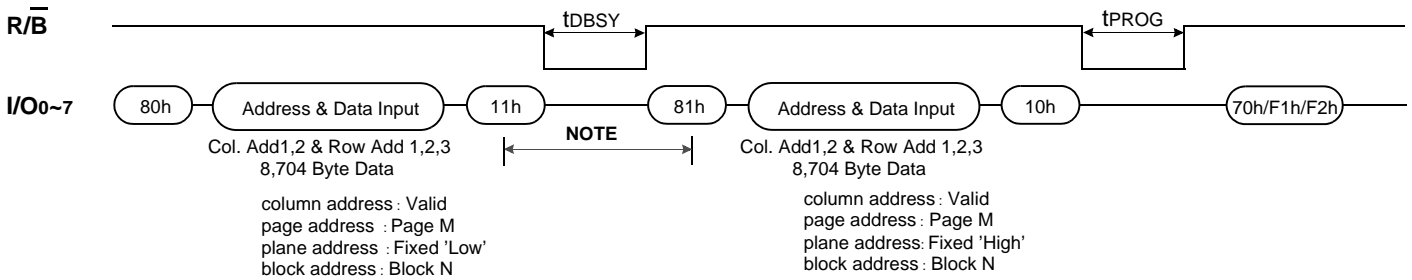 R/B tDBSY tPROG
I/O0~7 80h Address & Data Input 11h 81h Address & Data Input 10h 70h/F1h/F2h
NOTE
Col. Add1,2 & Row Add 1,2,3 Col. Add1,2 & Row Add 1,2,3
8,704 Byte Data 8,704 Byte Data
column address : Valid column address : Valid
page address : Page M page address : Page M
plane address : Fixed 'Low' plane address: Fixed 'High'
block address : Block N block address : Block N